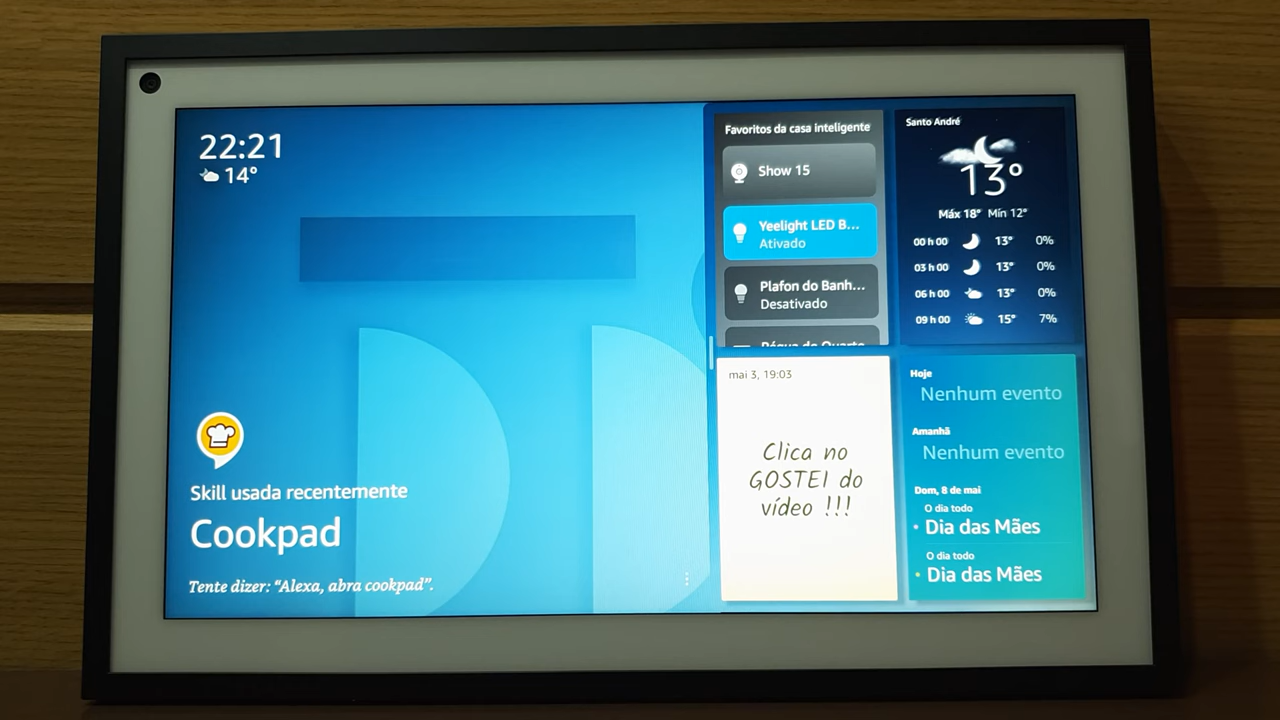 22:21
14°
Skill usada recentemente
Cookpad
Tente dizer: “Alexa, abra cookpad”.
Favoritos da casa inteligente
Show 15
Yeelight LED B...
Ativado
Plafon do Banh...
Desativado
Régua do Quarto
Santo André
13°
Máx 18° Mín 12°
00 h 00 13° 0%
03 h 00 13° 0%
06 h 00 13° 0%
09 h 00 15° 7%
mai 3, 19:03
Clica no
GOSTEI do
vídeo !!!
Hoje
Nenhum evento
Amanhã
Nenhum evento
Dom, 8 de mai
O dia todo
• Dia das Mães
O dia todo
• Dia das Mães